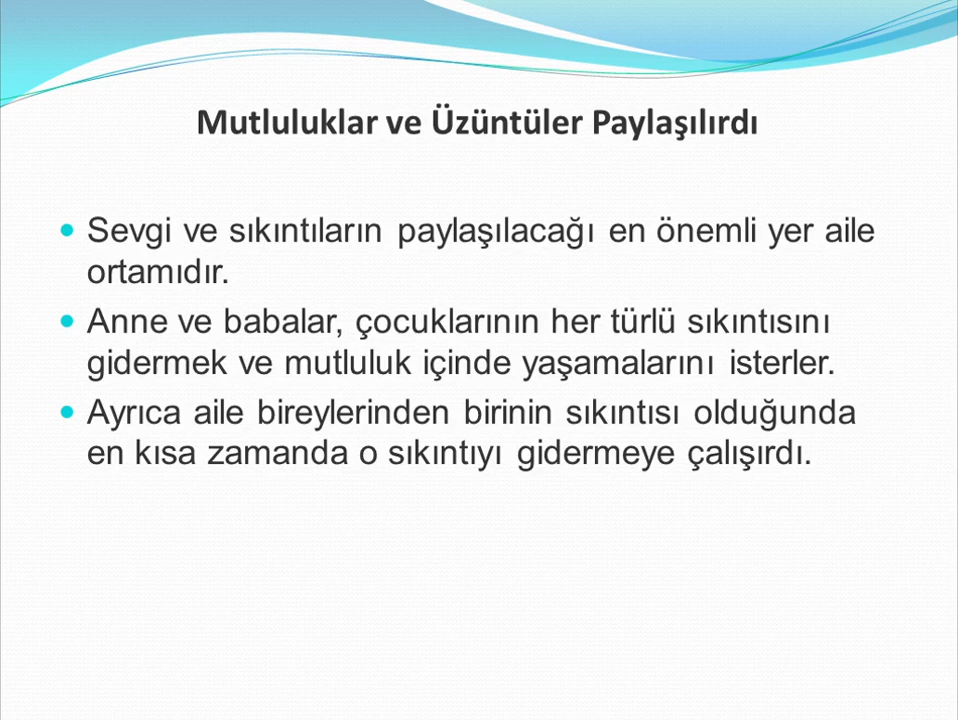 Mutluluklar ve Üzüntüler Paylaşılırdı
Sevgi ve sıkıntıların paylaşılacağı en önemli yer aile
ortamıdır.
Anne ve babalar, çocuklarının her türlü sıkıntısını
gidermek ve mutluluk içinde yaşamalarını isterler.
Ayrıca aile bireylerinden birinin sıkıntısı olduğunda
en kısa zamanda o sıkıntıyı gidermeye çalışırdı.